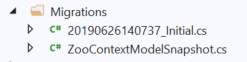 Migrations
C# 20190626140737_Initial.cs
C# ZooContextModelSnapshot.cs